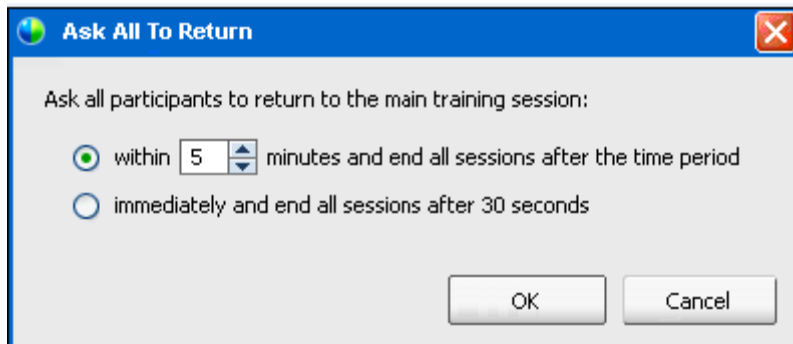 Ask All To Return
Ask all participants to return to the main training session:
within 5 minutes and end all sessions after the time period
immediately and end all sessions after 30 seconds
OK Cancel